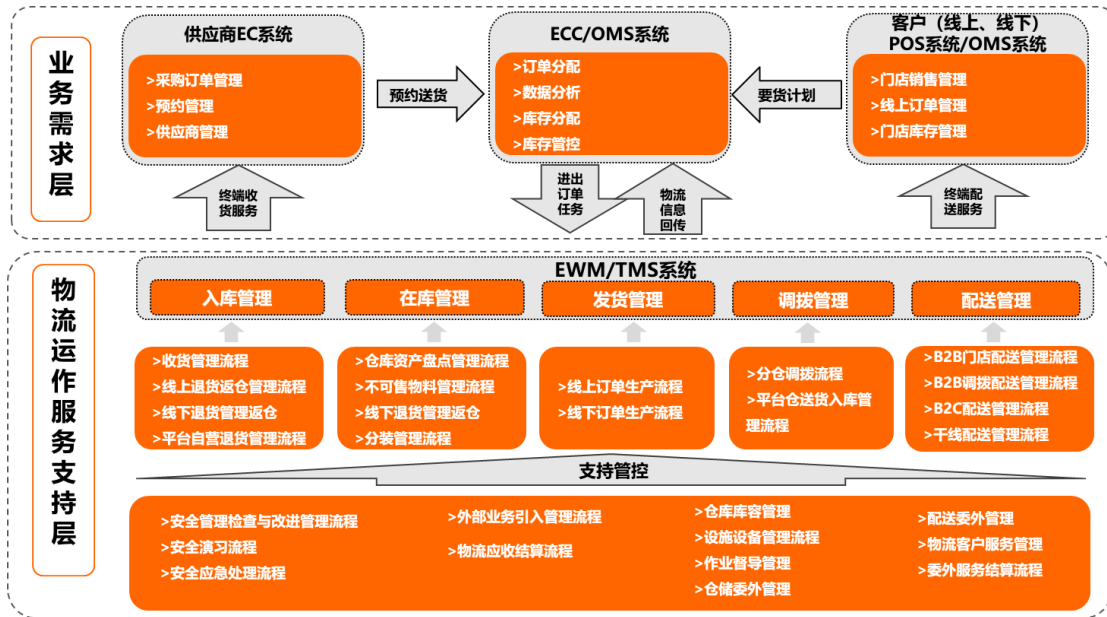 业务需求层
供应商EC系统
>采购订单管理
>预约管理
>供应商管理
预约送货
ECC/OMS系统
>订单分配
>数据分析
>库存分配
>库存管控
要货计划
客户（线上、线下）
POS系统/OMS系统
>门店销售管理
>线上订单管理
>门店库存管理
终端收
货服务
进出
订单
任务
物流
信息
回传
终端配
送服务
物流运作服务支持层
EWM/TMS系统
入库管理
在库管理
发货管理
调拨管理
配送管理
>收货管理流程
>线上退货返仓管理流程
>线下退货管理返仓
>平台自营退货管理流程
>仓库资产盘点管理流程
>不可售物料管理流程
>线下退货管理返仓
>分装管理流程
>线上订单生产流程
>线下订单生产流程
>分仓调拨流程
>平台仓送货入库管
理流程
>B2B门店配送管理流程
>B2B调拨配送管理流程
>B2C配送管理流程
>干线配送管理流程
支持管控
>安全管理检查与改进管理流程
>安全演习流程
>安全应急处理流程
>外部业务引入管理流程
>物流应收结算流程
>仓库库容管理
>设施设备管理流程
>作业督导管理
>仓储委外管理
>配送委外管理
>物流客户服务管理
>委外服务结算流程